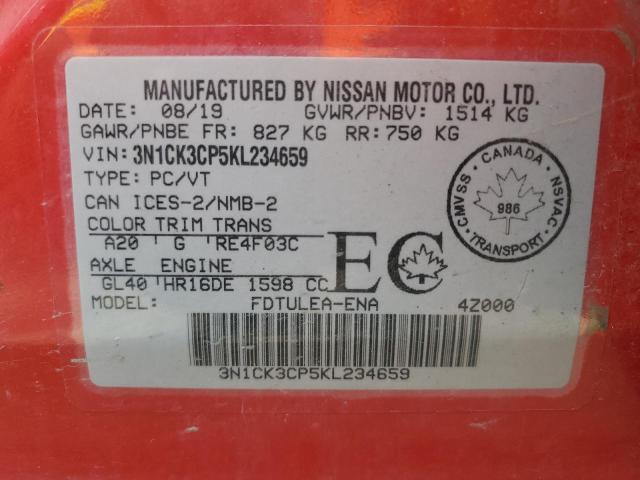 MANUFACTURED BY NISSAN MOTOR CO., LTD.
DATE: 08/19 GVWR/PNBV: 1514 KG
GAWR/PNBE FR: 827 KG RR: 750 KG
VIN: 3N1CK3CP5KL234659
TYPE: PC/VT
CAN ICES-2/NMB-2
COLOR TRIM TRANS
A20 ' G 'RE4F03C
AXLE ENGINE
GL40 'HR16DE 1598 CC
MODEL: FDTULEA-ENA 4Z000
EC
CMVSS • CANADA • NSVAC • TRANSPORT •
986
3N1CK3CP5KL234659